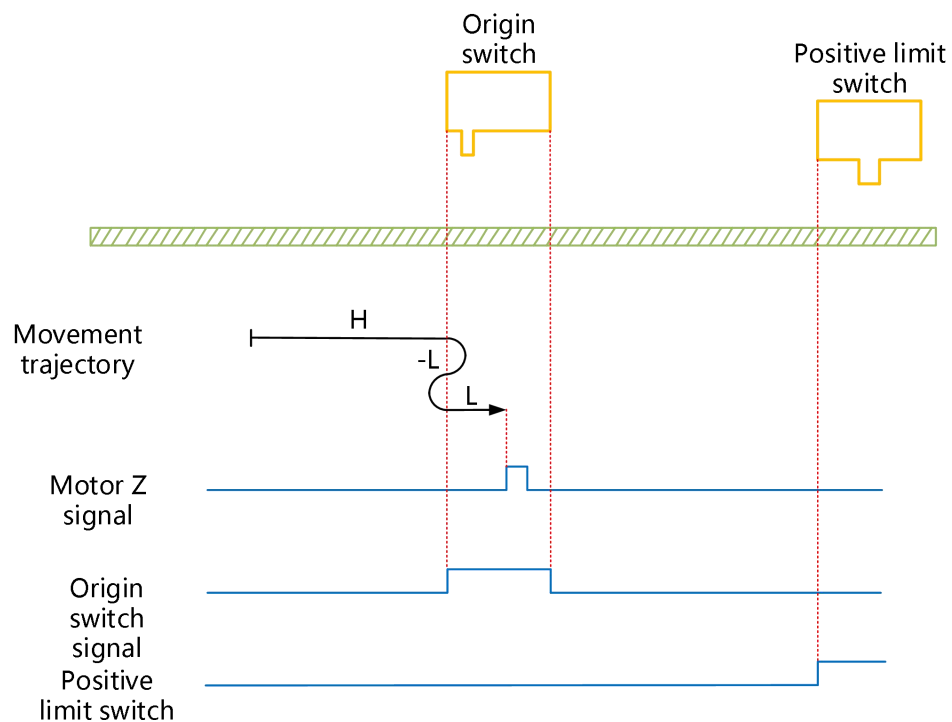 Origin
switch
Positive limit
switch
Movement
trajectory
H
-L
L
Motor Z
signal
Origin
switch
signal
Positive
limit switch